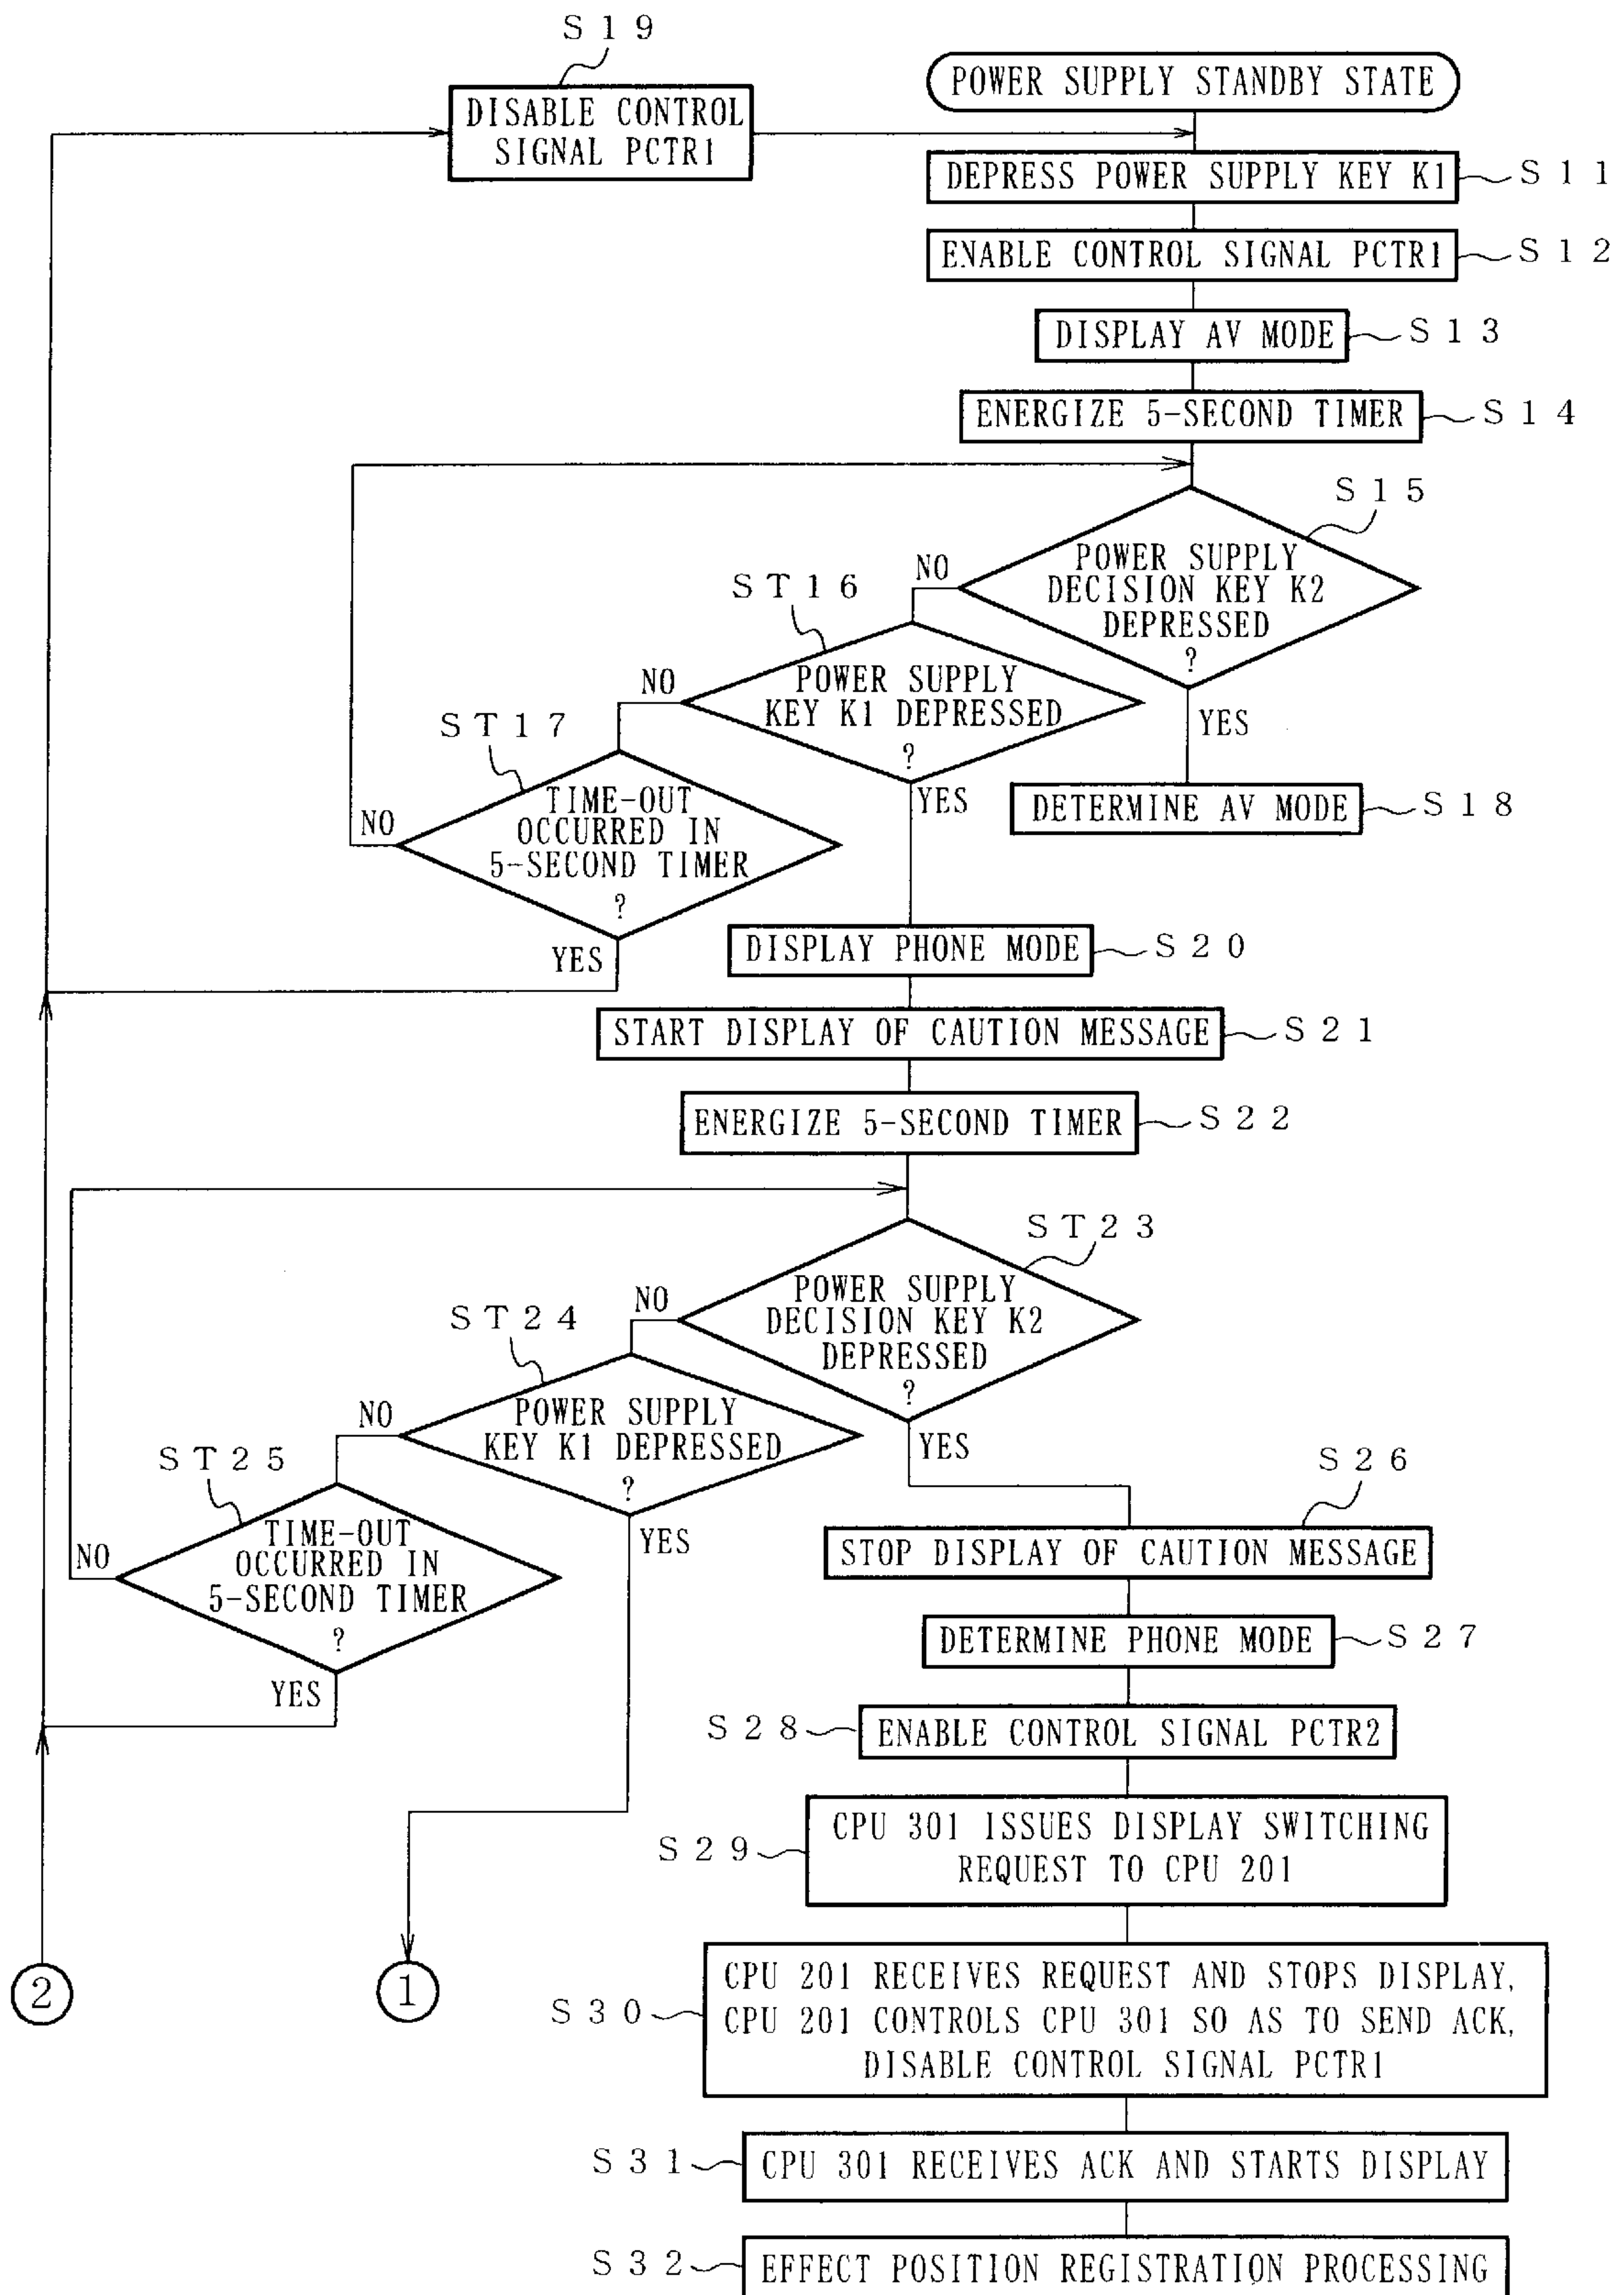 S19
DISABLE CONTROL
SIGNAL PCTR1
POWER SUPPLY STANDBY STATE
DEPRESS POWER SUPPLY KEY K1
S11
ENABLE CONTROL SIGNAL PCTR1
S12
DISPLAY AV MODE
S13
ENERGIZE 5-SECOND TIMER
S14
S15
POWER SUPPLY
DECISION KEY K2
DEPRESSED
?
NO
YES
ST16
POWER SUPPLY
KEY K1 DEPRESSED
?
NO
YES
ST17
TIME-OUT
OCCURRED IN
5-SECOND TIMER
?
NO
YES
DETERMINE AV MODE
S18
DISPLAY PHONE MODE
S20
START DISPLAY OF CAUTION MESSAGE
S21
ENERGIZE 5-SECOND TIMER
S22
ST23
POWER SUPPLY
DECISION KEY K2
DEPRESSED
?
NO
YES
ST24
POWER SUPPLY
KEY K1 DEPRESSED
?
NO
YES
ST25
TIME-OUT
OCCURRED IN
5-SECOND TIMER
?
NO
YES
S26
STOP DISPLAY OF CAUTION MESSAGE
DETERMINE PHONE MODE
S27
S28
ENABLE CONTROL SIGNAL PCTR2
S29
CPU 301 ISSUES DISPLAY SWITCHING
REQUEST TO CPU 201
2
1
S30
CPU 201 RECEIVES REQUEST AND STOPS DISPLAY,
CPU 201 CONTROLS CPU 301 SO AS TO SEND ACK,
DISABLE CONTROL SIGNAL PCTR1
S31
CPU 301 RECEIVES ACK AND STARTS DISPLAY
S32
EFFECT POSITION REGISTRATION PROCESSING